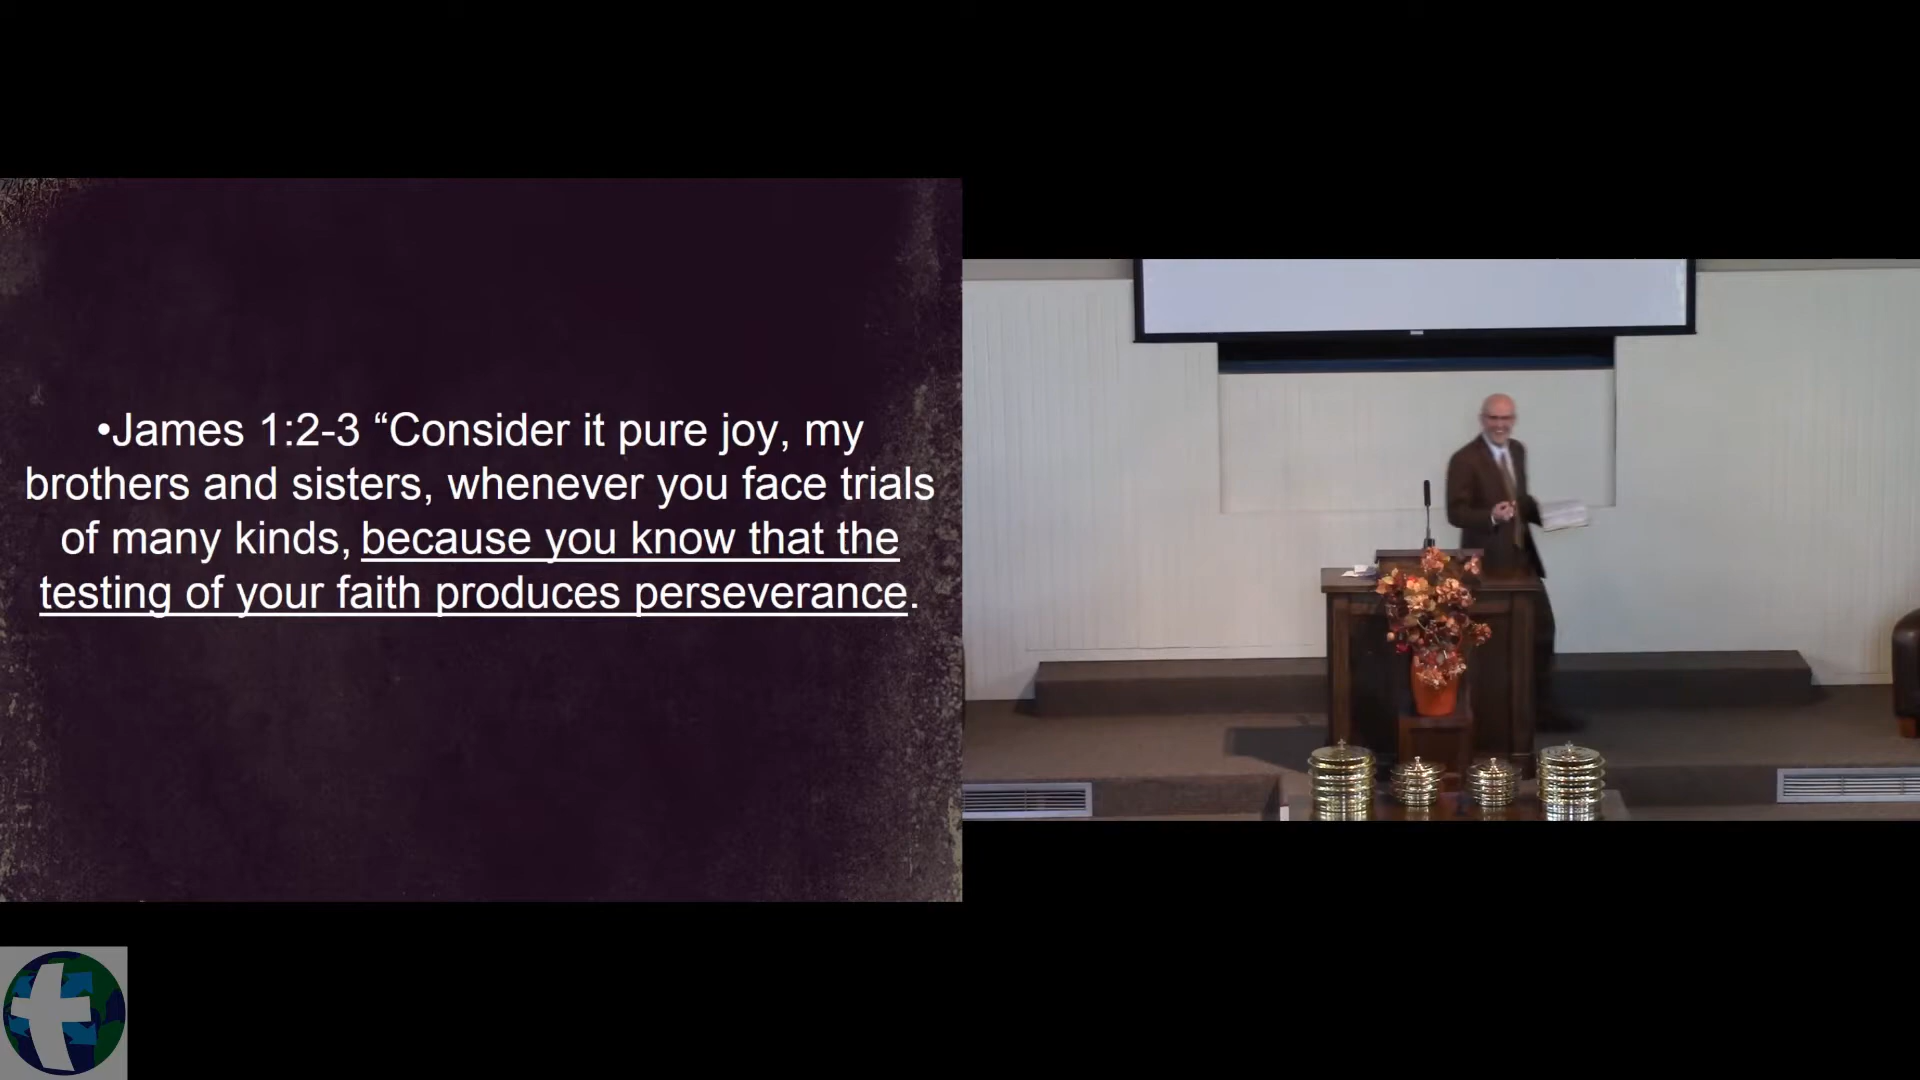 •James 1:2-3 “Consider it pure joy, my
brothers and sisters, whenever you face trials
of many kinds, because you know that the
testing of your faith produces perseverance.